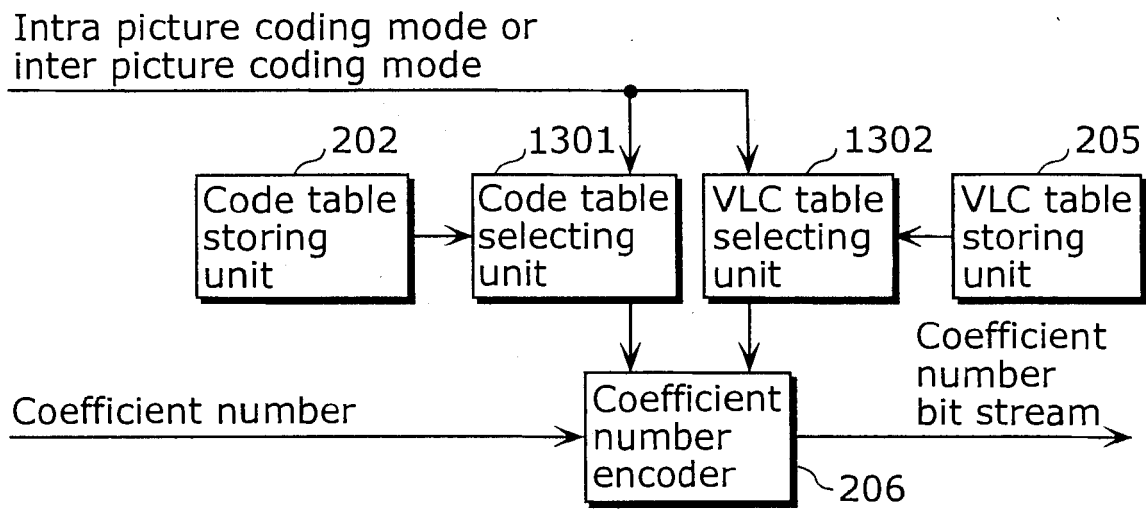 Intra picture coding mode or
inter picture coding mode
202
1301
1302
205
Code table
storing
unit
Code table
selecting
unit
VLC table
selecting
unit
VLC table
storing
unit
Coefficient number
Coefficient
number
encoder
206
Coefficient
number
bit stream